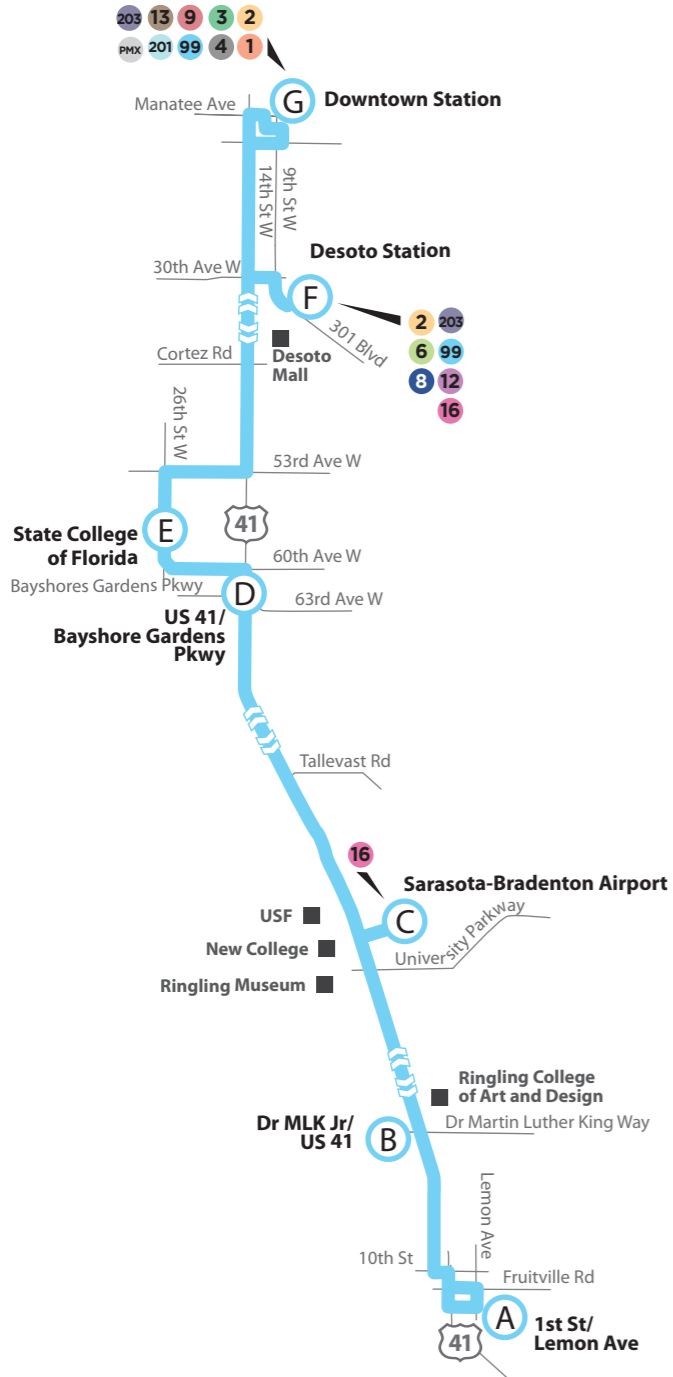 203 13 9 3 2
PMX 201 99 4 1
G
Downtown Station
Manatee Ave
14th St W
9th St W
Desoto Station
30th Ave W
F
301 Blvd
2 203
6 99
8 12
16
Desoto
Mall
Cortez Rd
26th St W
53rd Ave W
41
State College
of Florida
E
60th Ave W
Bayshores Gardens Pkwy
D
63rd Ave W
US 41/
Bayshore Gardens
Pkwy
Tallevast Rd
16
Sarasota-Bradenton Airport
C
USF
New College
University Parkway
Ringling Museum
Ringling College
of Art and Design
Dr MLK Jr/
US 41
B
Dr Martin Luther King Way
Lemon Ave
10th St
Fruitville Rd
A
1st St/
Lemon Ave
41